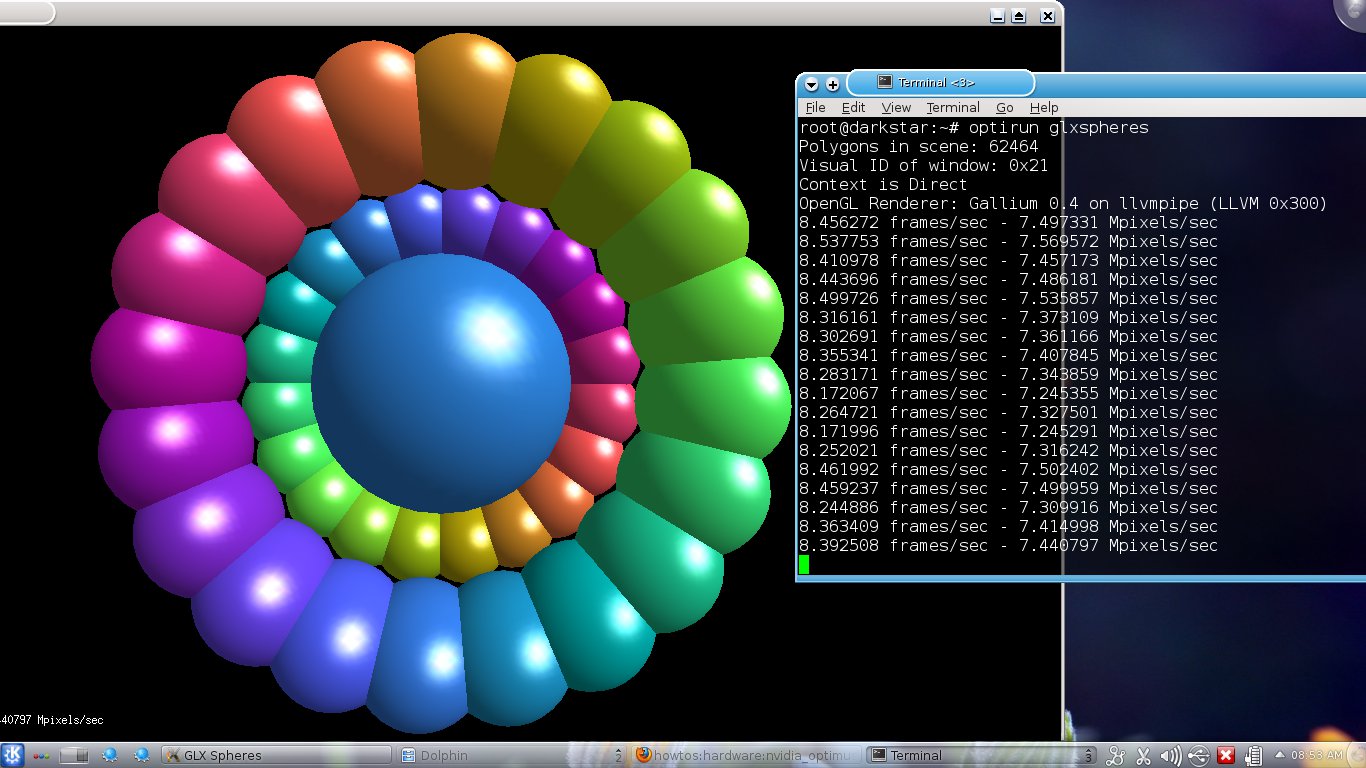 Terminal <3>
File Edit View Terminal Go Help
root@darkstar:~# optirun glxspheres
Polygons in scene: 62464
Visual ID of window: 0x21
Context is Direct
OpenGL Renderer: Gallium 0.4 on llvmpipe (LLVM 0x300)
8.456272 frames/sec - 7.497331 Mpixels/sec
8.537753 frames/sec - 7.569572 Mpixels/sec
8.410978 frames/sec - 7.457173 Mpixels/sec
8.443696 frames/sec - 7.486181 Mpixels/sec
8.499726 frames/sec - 7.535857 Mpixels/sec
8.316161 frames/sec - 7.373109 Mpixels/sec
8.302691 frames/sec - 7.361166 Mpixels/sec
8.355341 frames/sec - 7.407845 Mpixels/sec
8.283171 frames/sec - 7.343859 Mpixels/sec
8.172067 frames/sec - 7.245355 Mpixels/sec
8.264721 frames/sec - 7.327501 Mpixels/sec
8.171996 frames/sec - 7.245291 Mpixels/sec
8.252021 frames/sec - 7.316242 Mpixels/sec
8.461992 frames/sec - 7.502402 Mpixels/sec
8.459237 frames/sec - 7.499959 Mpixels/sec
8.244886 frames/sec - 7.309916 Mpixels/sec
8.363409 frames/sec - 7.414998 Mpixels/sec
8.392508 frames/sec - 7.440797 Mpixels/sec
40797 Mpixels/sec
GLX Spheres Dolphin 2 howtos:hardware:nvidia_optimu Terminal 3 08:53 AM